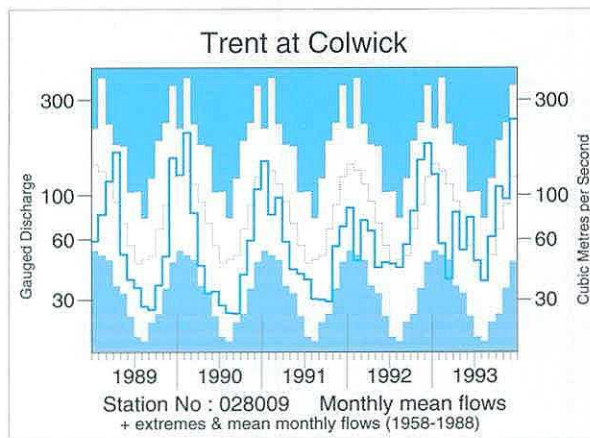 Trent at Colwick
Gauged Discharge
300
100
60
30
300
100
60
30
Cubic Metres per Second
1989 1990 1991 1992 1993
Station No : 028009 Monthly mean flows
+ extremes & mean monthly flows (1958-1988)